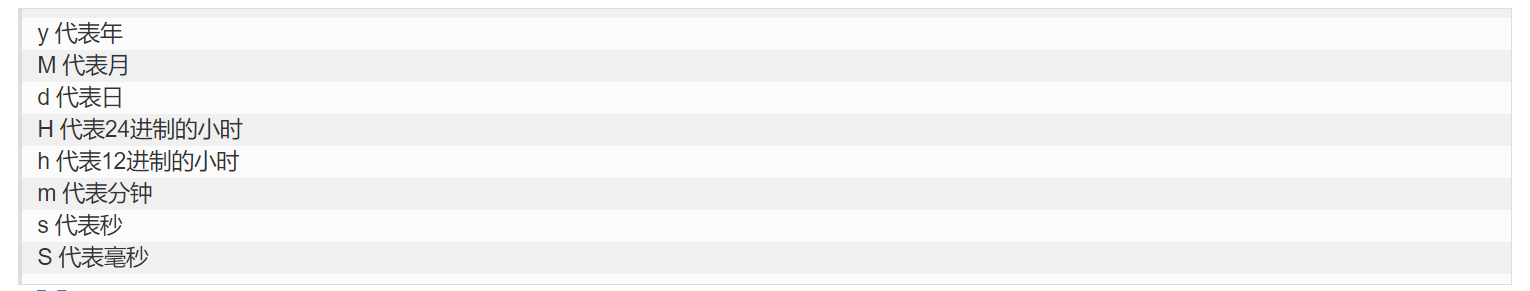 y 代表年
M 代表月
d 代表日
H 代表24进制的小时
h 代表12进制的小时
m 代表分钟
s 代表秒
S 代表毫秒